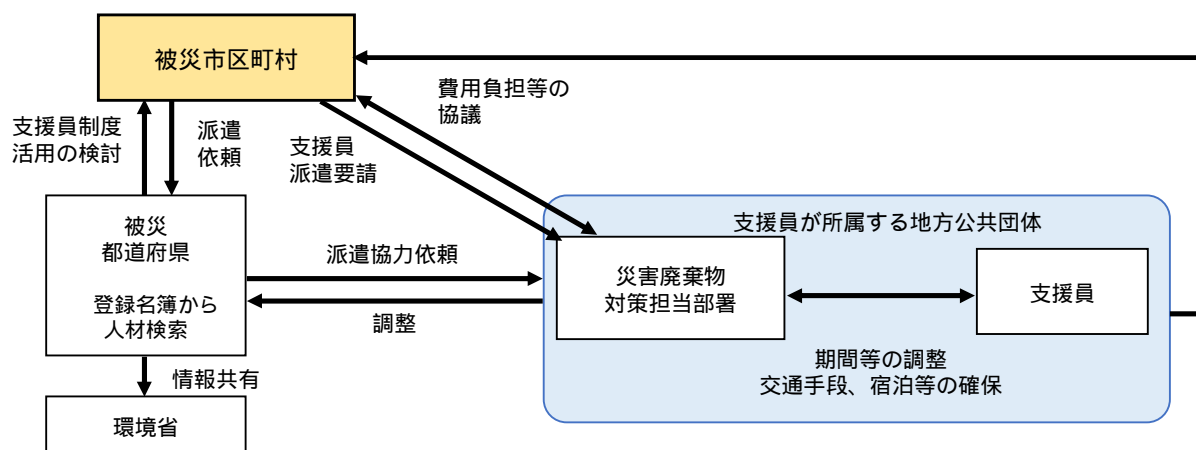 被災市区町村
費用負担等の
協議
支援員制度
活用の検討
派遣
依頼
支援員
派遣要請
被災
都道府県
登録名簿から
人材検索
派遣協力依頼
調整
支援員が所属する地方公共団体
災害廃棄物
対策担当部署
支援員
期間等の調整
交通手段、宿泊等の確保
情報共有
環境省